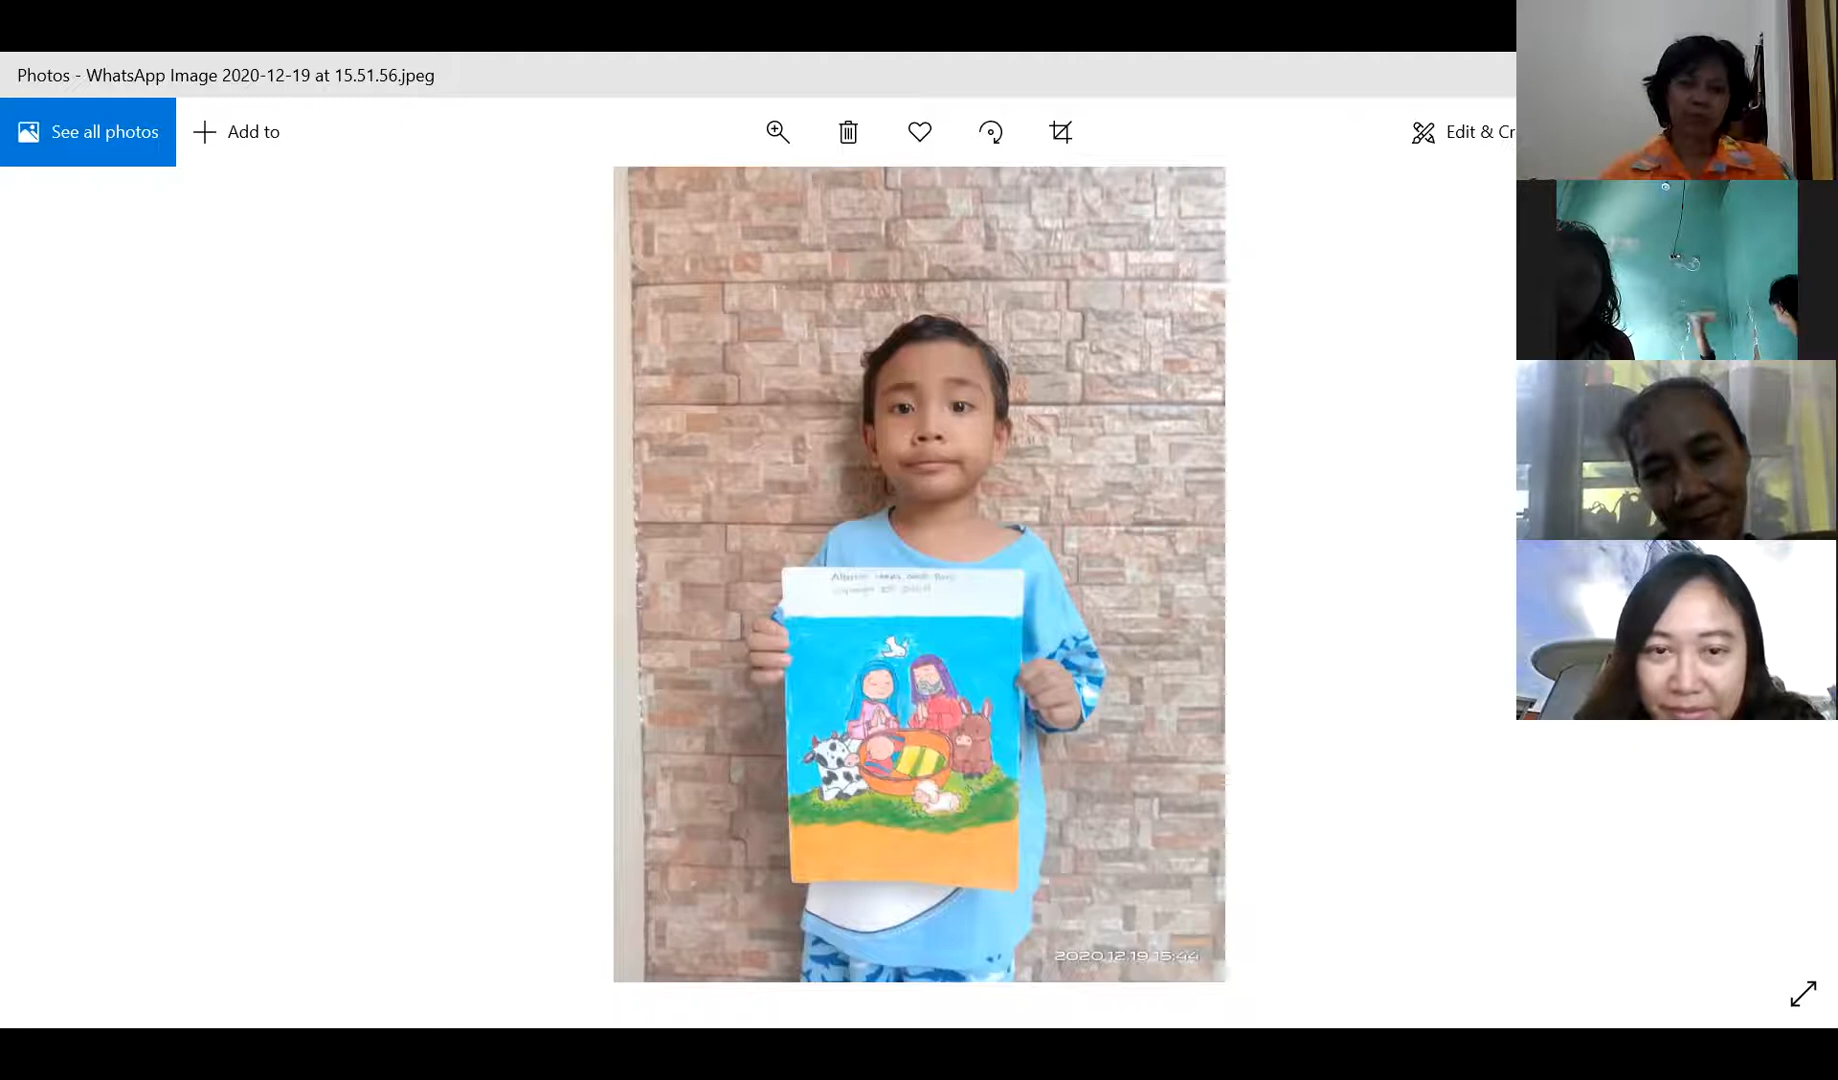 Photos - WhatsApp Image 2020-12-19 at 15.51.56.jpeg
See all photos
Add to
Edit & Cr
2020.12.19 15:44